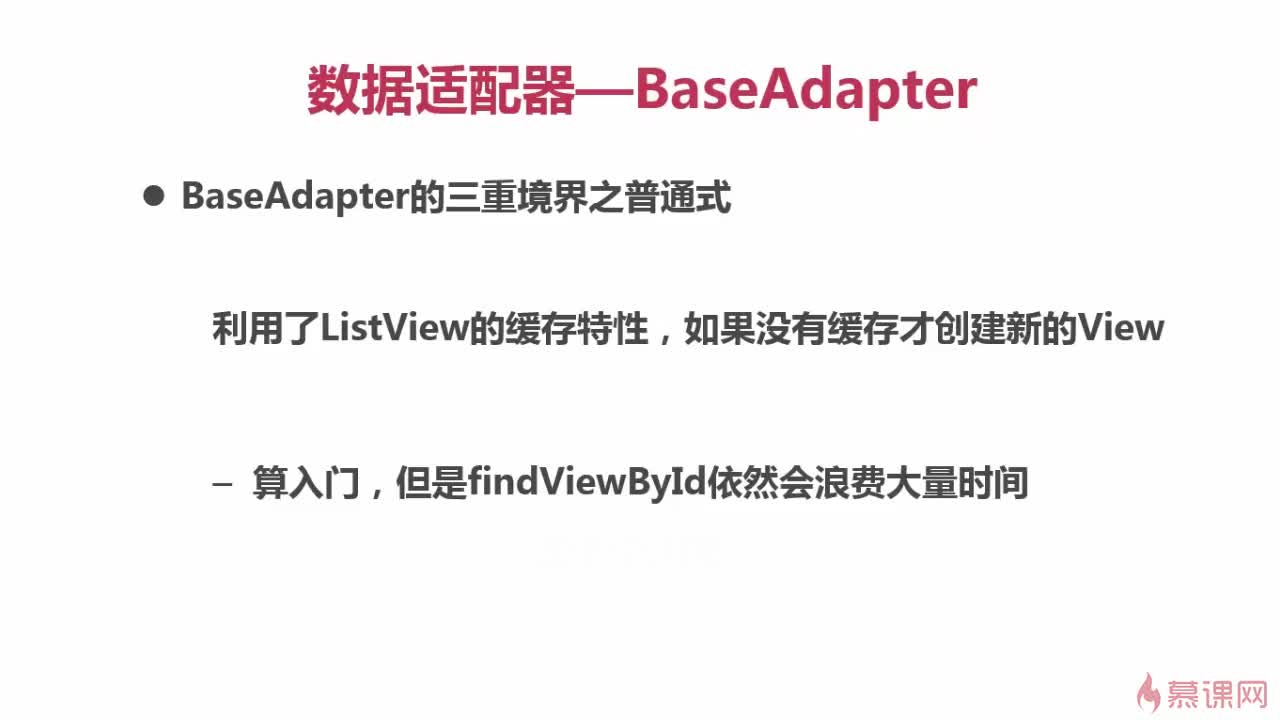 数据适配器—BaseAdapter
● BaseAdapter的三重境界之普通式
利用了ListView的缓存特性，如果没有缓存才创建新的View
– 算入门，但是findViewById依然会浪费大量时间
慕课网